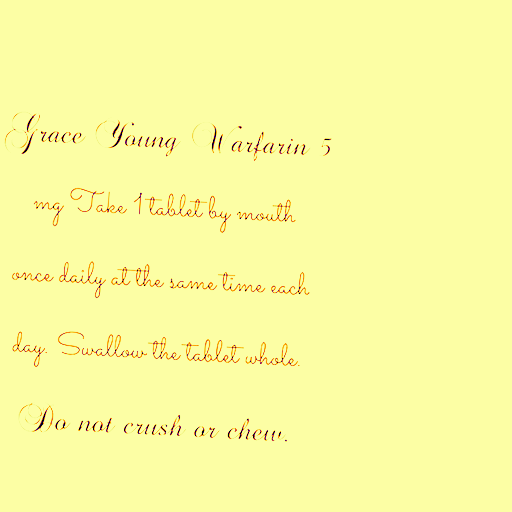 Grace Young Warfarin 5
mg Take 1 tablet by mouth
once daily at the same time each
day. Swallow the tablet whole.
Do not crush or chew.